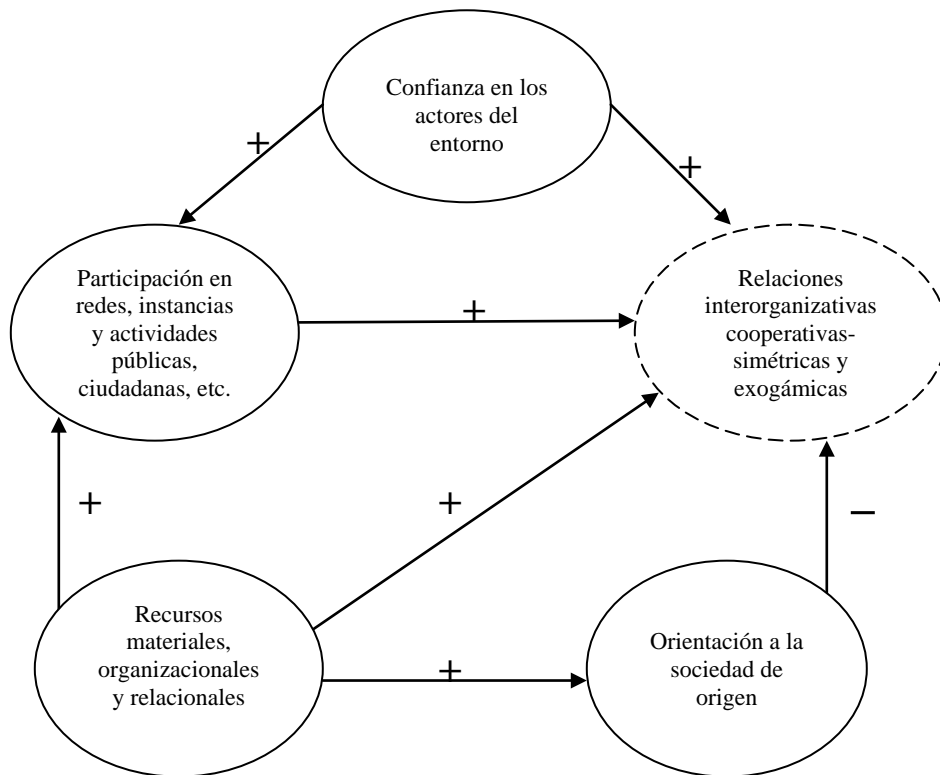 Confianza en los
actores del
entorno
+
+
Participación en
redes, instancias
y actividades
públicas,
ciudadanas, etc.
+
Relaciones
interorganizativas
cooperativas-
simétricas y
exogámicas
+
+
−
Recursos
materiales,
organizacionales
y relacionales
+
Orientación a la
sociedad de
origen